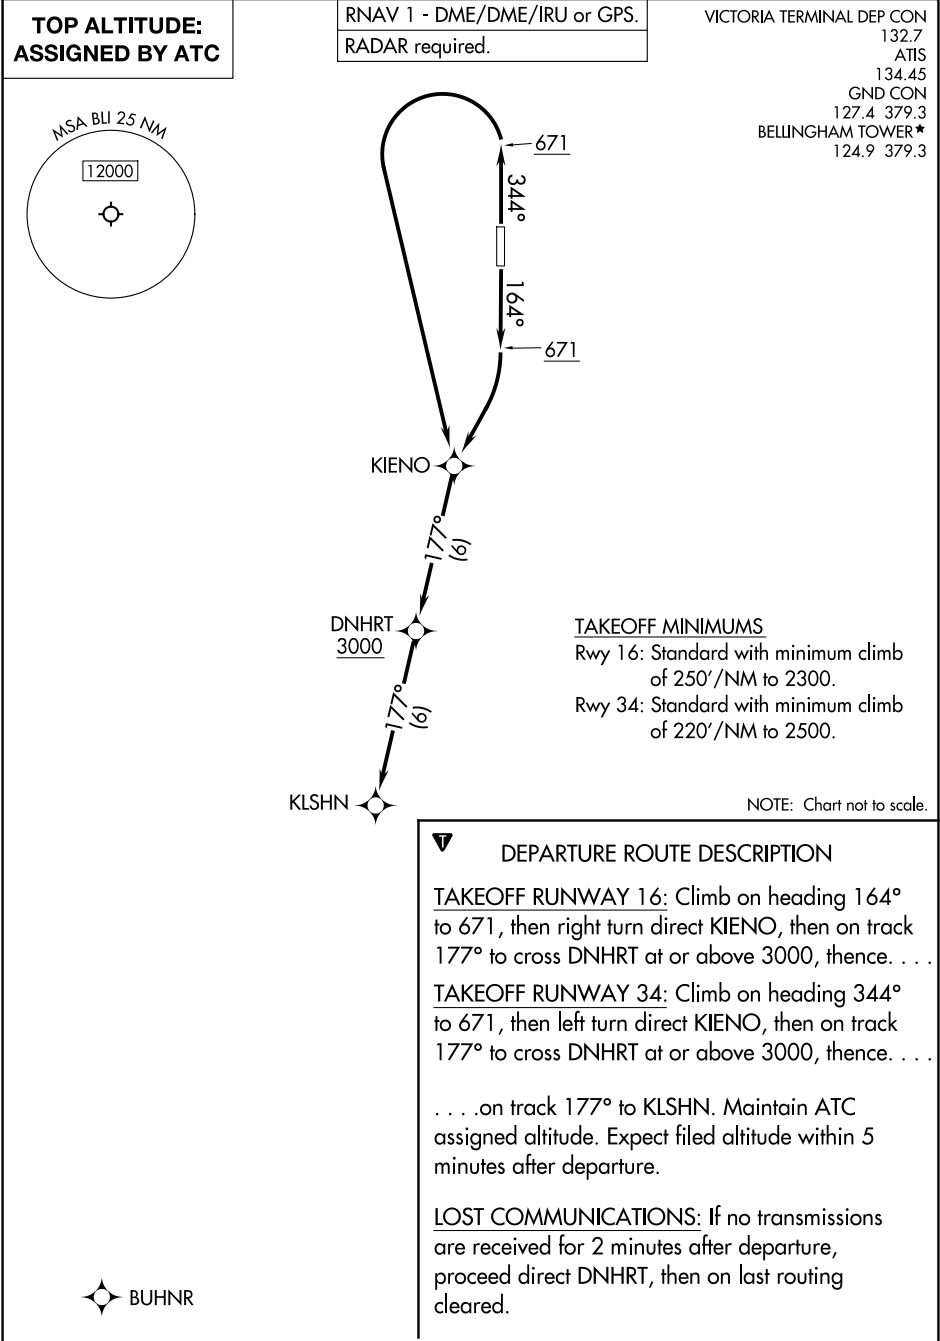 TOP ALTITUDE:
ASSIGNED BY ATC
RNAV 1 - DME/DME/IRU or GPS.
RADAR required.
VICTORIA TERMINAL DEP CON
132.7
ATIS
134.45
GND CON
127.4 379.3
BELLINGHAM TOWER★
124.9 379.3
MSA BLI 25 NM
12000
671
344°
164°
671
KIENO
177°
(6)
DNHRT
3000
177°
(6)
KLSHN
TAKEOFF MINIMUMS
Rwy 16: Standard with minimum climb
of 250'/NM to 2300.
Rwy 34: Standard with minimum climb
of 220'/NM to 2500.
NOTE: Chart not to scale.
T
DEPARTURE ROUTE DESCRIPTION
TAKEOFF RUNWAY 16: Climb on heading 164°
to 671, then right turn direct KIENO, then on track
177° to cross DNHRT at or above 3000, thence. . . .
TAKEOFF RUNWAY 34: Climb on heading 344°
to 671, then left turn direct KIENO, then on track
177° to cross DNHRT at or above 3000, thence. . . .
. . . .on track 177° to KLSHN. Maintain ATC
assigned altitude. Expect filed altitude within 5
minutes after departure.
LOST COMMUNICATIONS: If no transmissions
are received for 2 minutes after departure,
proceed direct DNHRT, then on last routing
cleared.
BUHNR